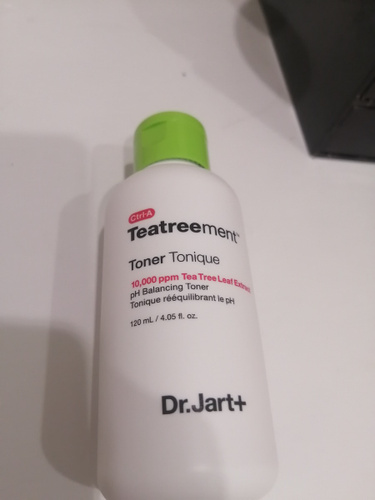 Ctrl·A
Teatreement™
Toner Tonique
10,000 ppm Tea Tree Leaf Extract
pH Balancing Toner
Tonique rééquilibrant le pH
120 mL / 4.05 fl. oz.
Dr.Jart+